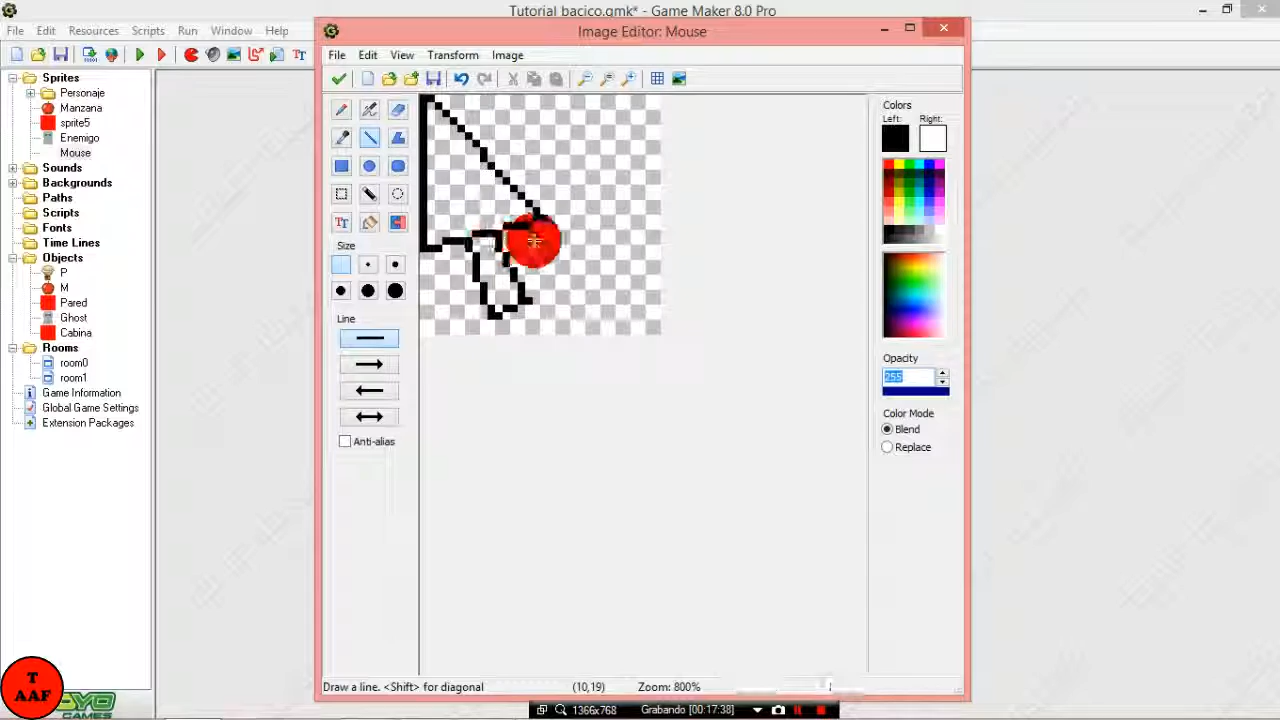 Tutorial bacico.gmk* - Game Maker 8.0 Pro
File Edit Resources Scripts Run Window Help
Image Editor: Mouse
File Edit View Transform Image
Sprites
Personaje
Manzana
sprite5
Enemigo
Mouse
Sounds
Backgrounds
Paths
Scripts
Fonts
Time Lines
Objects
P
M
Pared
Ghost
Cabina
Rooms
room0
room1
Game Information
Global Game Settings
Extension Packages
Size
Line
Anti-alias
Colors
Left: Right:
Opacity
255
Color Mode
Blend
Replace
Draw a line. <Shift> for diagonal (10,19) Zoom: 800%
1366x768 Grabando [00:17:38]
T
AAF
GAMES